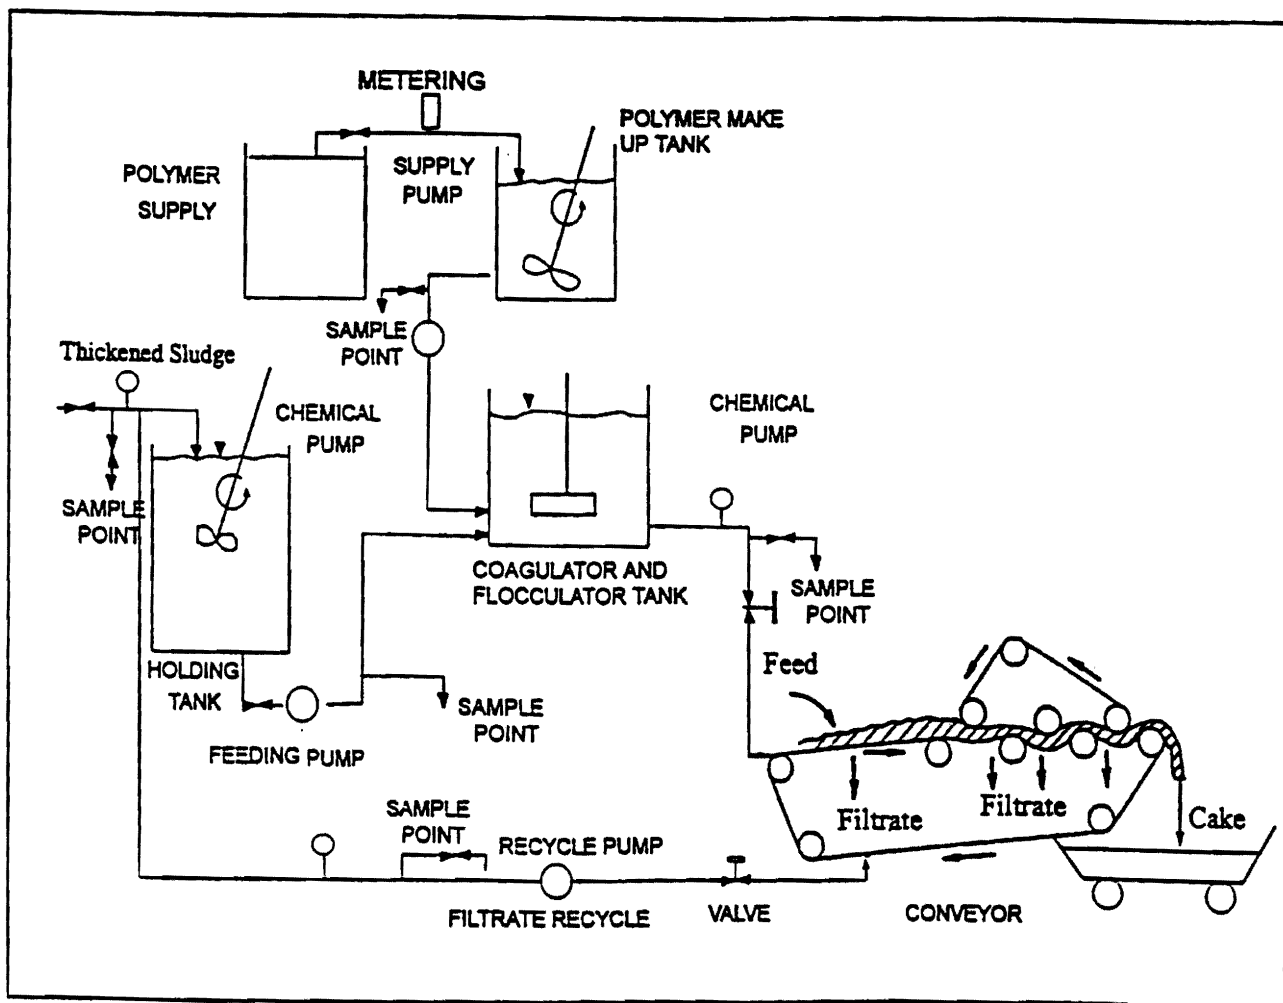 METERING
POLYMER MAKE
UP TANK
POLYMER
SUPPLY
SUPPLY
PUMP
SAMPLE
POINT
Thickened Sludge
CHEMICAL
PUMP
CHEMICAL
PUMP
SAMPLE
POINT
COAGULATOR AND
FLOCCULATOR TANK
SAMPLE
POINT
HOLDING
TANK
Feed
SAMPLE
POINT
FEEDING PUMP
SAMPLE
POINT
Filtrate
Filtrate
Cake
RECYCLE PUMP
FILTRATE RECYCLE
VALVE
CONVEYOR